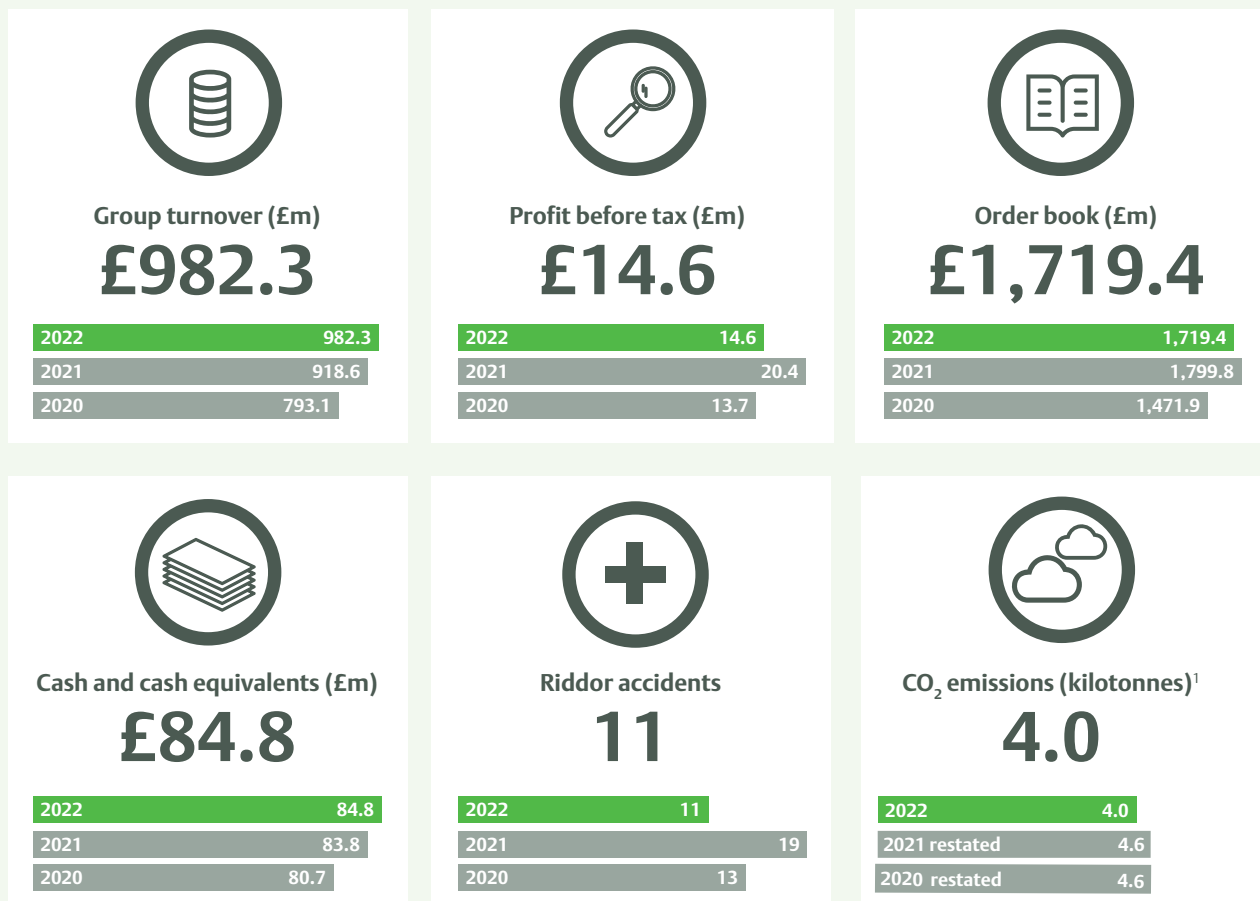 Group turnover (£m)
£982.3
2022 982.3
2021 918.6
2020 793.1
Profit before tax (£m)
£14.6
2022 14.6
2021 20.4
2020 13.7
Order book (£m)
£1,719.4
2022 1,719.4
2021 1,799.8
2020 1,471.9
Cash and cash equivalents (£m)
£84.8
2022 84.8
2021 83.8
2020 80.7
Riddor accidents
11
2022 11
2021 19
2020 13
CO₂ emissions (kilotonnes)¹
4.0
2022 4.0
2021 restated 4.6
2020 restated 4.6